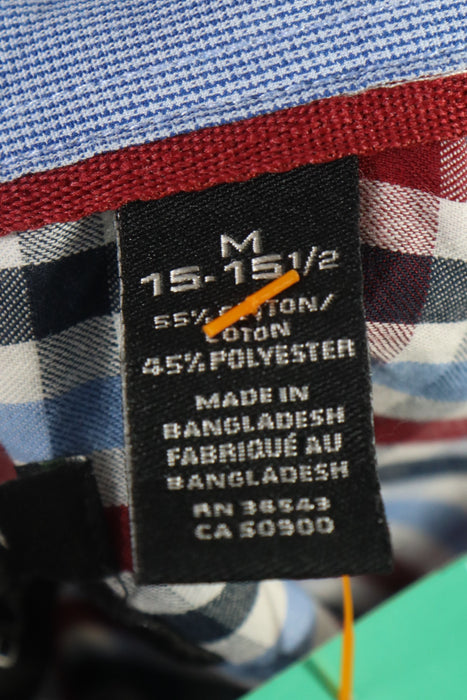 M
15-15 1/2
55% COTTON/
COTON
45% POLYESTER
MADE IN
BANGLADESH
FABRIQUÉ AU
BANGLADESH
RN 36543
CA 50900